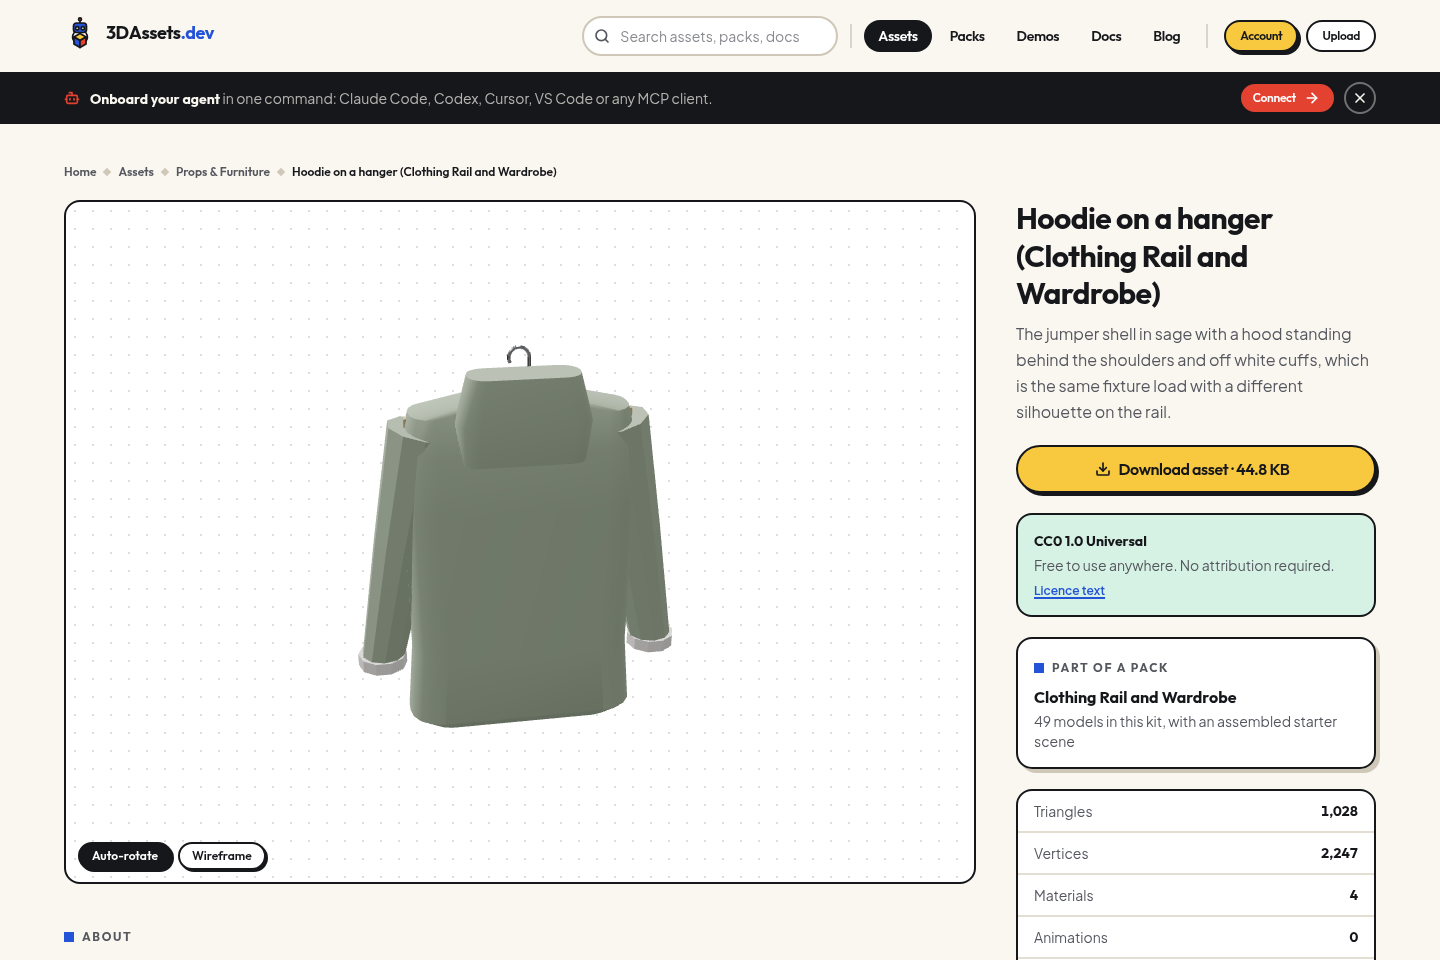 3DAssets.dev
Search assets, packs, docs
Assets
Packs
Demos
Docs
Blog
Account
Upload
Onboard your agent in one command: Claude Code, Codex, Cursor, VS Code or any MCP client.
Connect
Home
Assets
Props & Furniture
Hoodie on a hanger (Clothing Rail and Wardrobe)
Hoodie on a hanger
(Clothing Rail and
Wardrobe)
The jumper shell in sage with a hood standing
behind the shoulders and off white cuffs, which
is the same fixture load with a different
silhouette on the rail.
Download asset · 44.8 KB
CC0 1.0 Universal
Free to use anywhere. No attribution required.
Licence text
PART OF A PACK
Clothing Rail and Wardrobe
49 models in this kit, with an assembled starter
scene
Triangles 1,028
Vertices 2,247
Materials 4
Animations 0
Auto-rotate
Wireframe
ABOUT